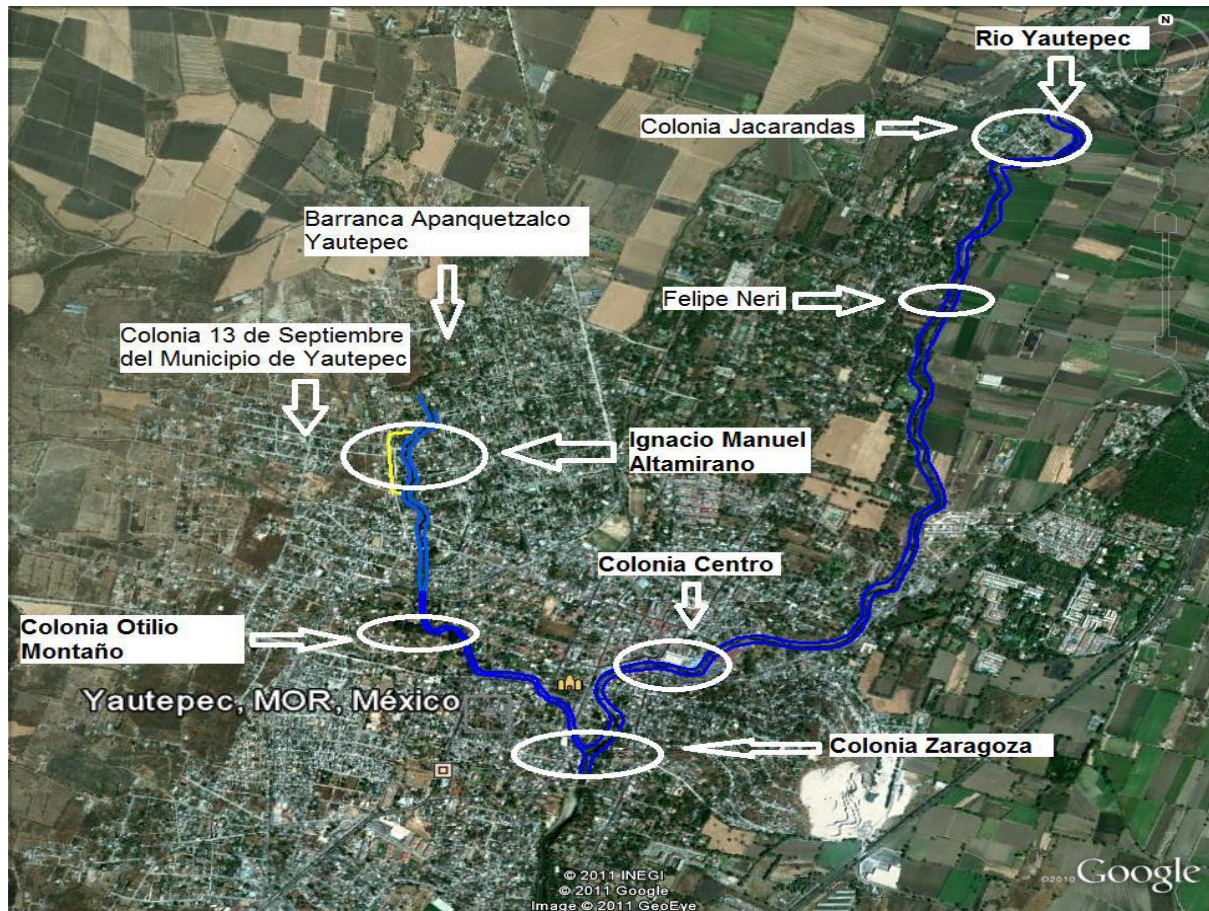 N
Rio Yautepec
Colonia Jacarandas
Barranca Apanquetzalco
Yautepec
Felipe Neri
Colonia 13 de Septiembre
del Municipio de Yautepec
Ignacio Manuel
Altamirano
Colonia Centro
Colonia Otilio
Montaño
Yautepec, MOR, México
Colonia Zaragoza
© 2011 INEGI
© 2011 Google
Image © 2011 GeoEye
©2010 Google